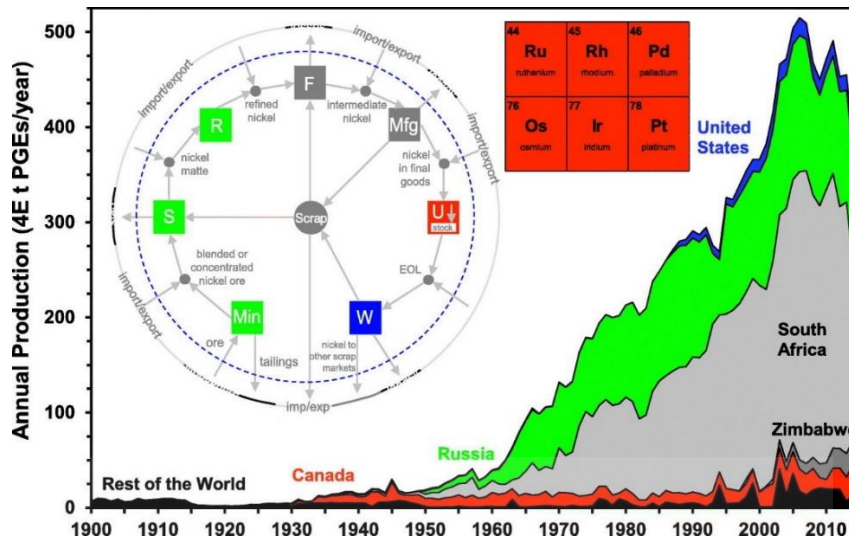 Annual Production (4E t PGEs/year)
500
400
300
200
100
0
1900
1910
1920
1930
1940
1950
1960
1970
1980
1990
2000
2010
import/export
import/export
import/export
import/export
import/export
imp/exp
F
refined
nickel
intermediate
nickel
R
Mfg
nickel
matte
nickel
in final
goods
S
Scrap
U
stock
blended or
concentrated
nickel ore
EOL
Min
W
ore
tailings
nickel to
other scrap
markets
44
Ru
ruthenium
45
Rh
rhodium
46
Pd
palladium
76
Os
osmium
77
Ir
iridium
78
Pt
platinum
United
States
South
Africa
Zimbabwe
Russia
Canada
Rest of the World